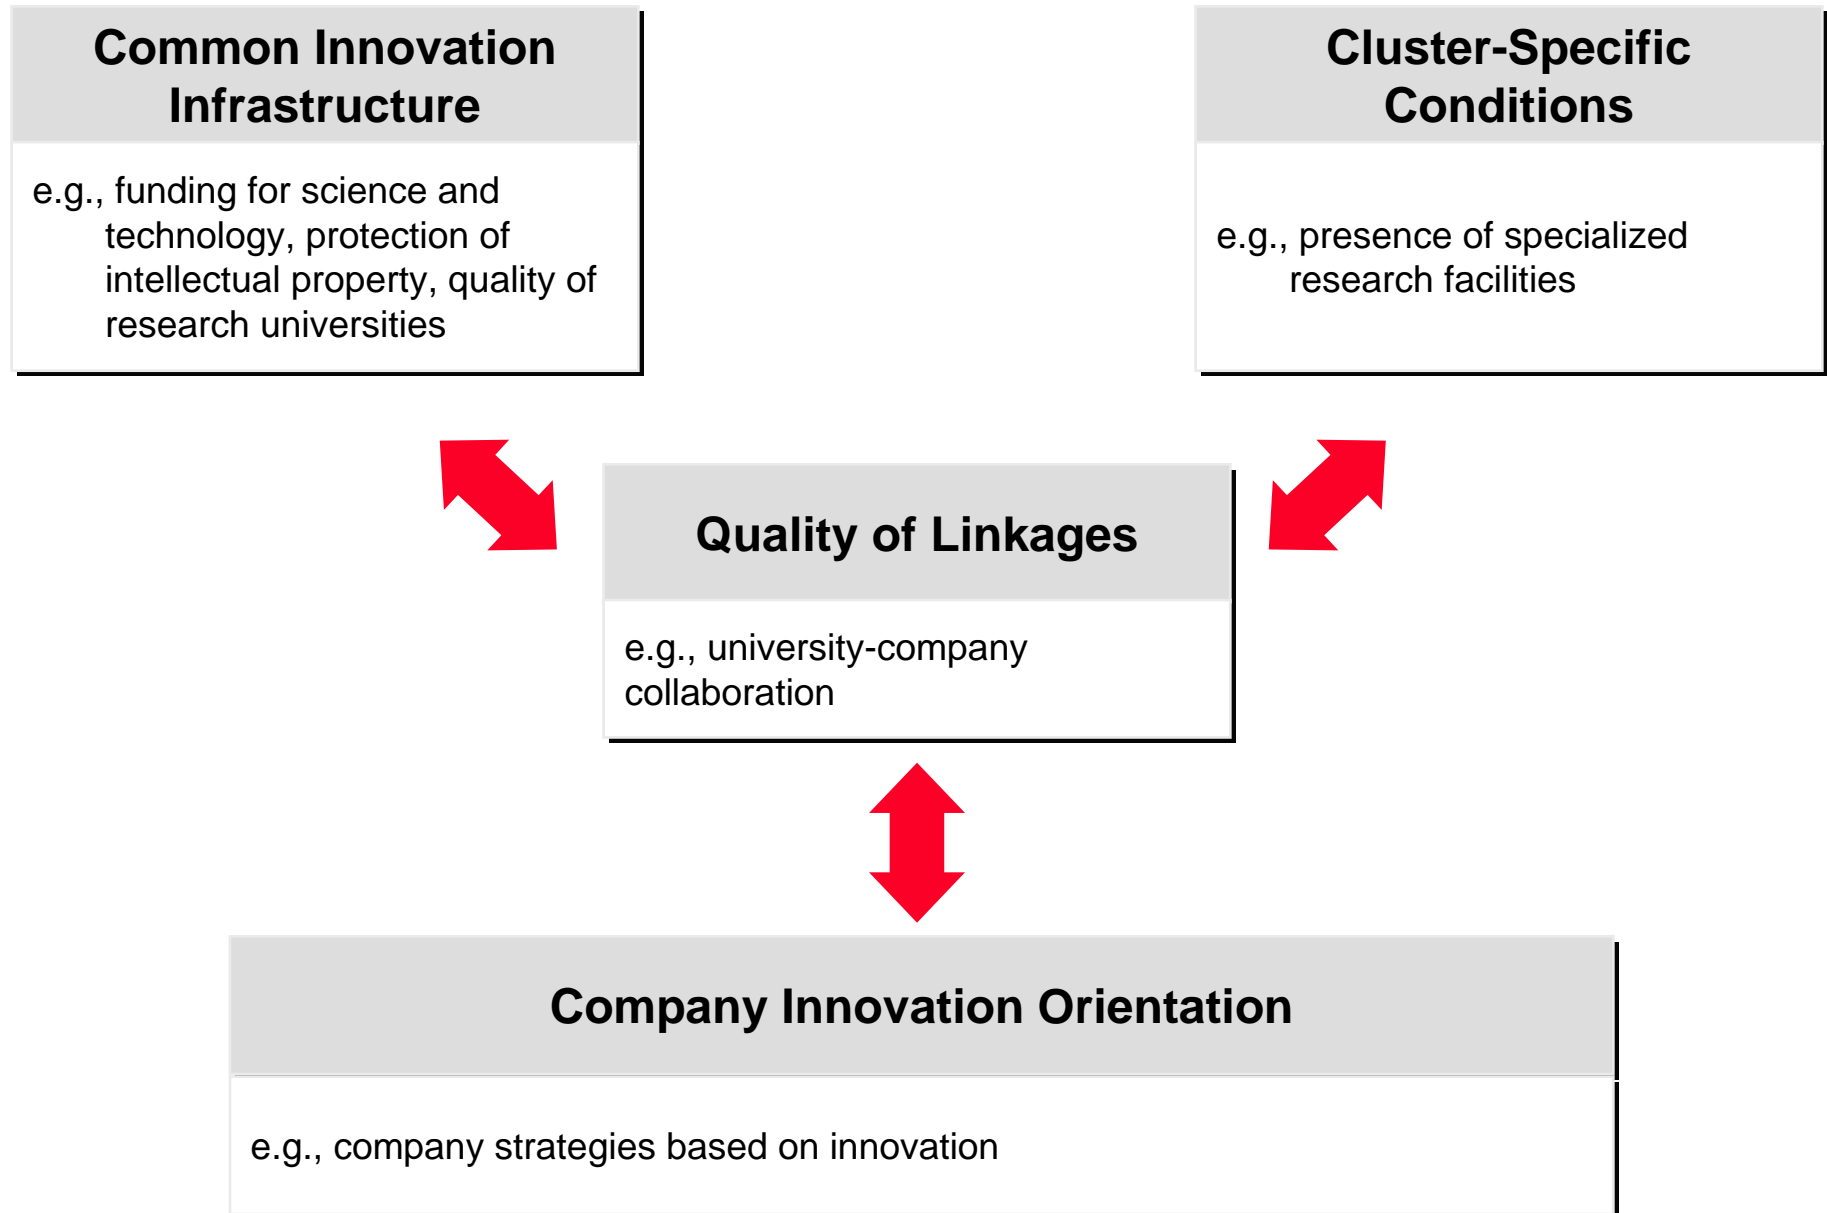 Common Innovation
Infrastructure
e.g., funding for science and
technology, protection of
intellectual property, quality of
research universities
Cluster-Specific
Conditions
e.g., presence of specialized
research facilities
Quality of Linkages
e.g., university-company
collaboration
Company Innovation Orientation
e.g., company strategies based on innovation